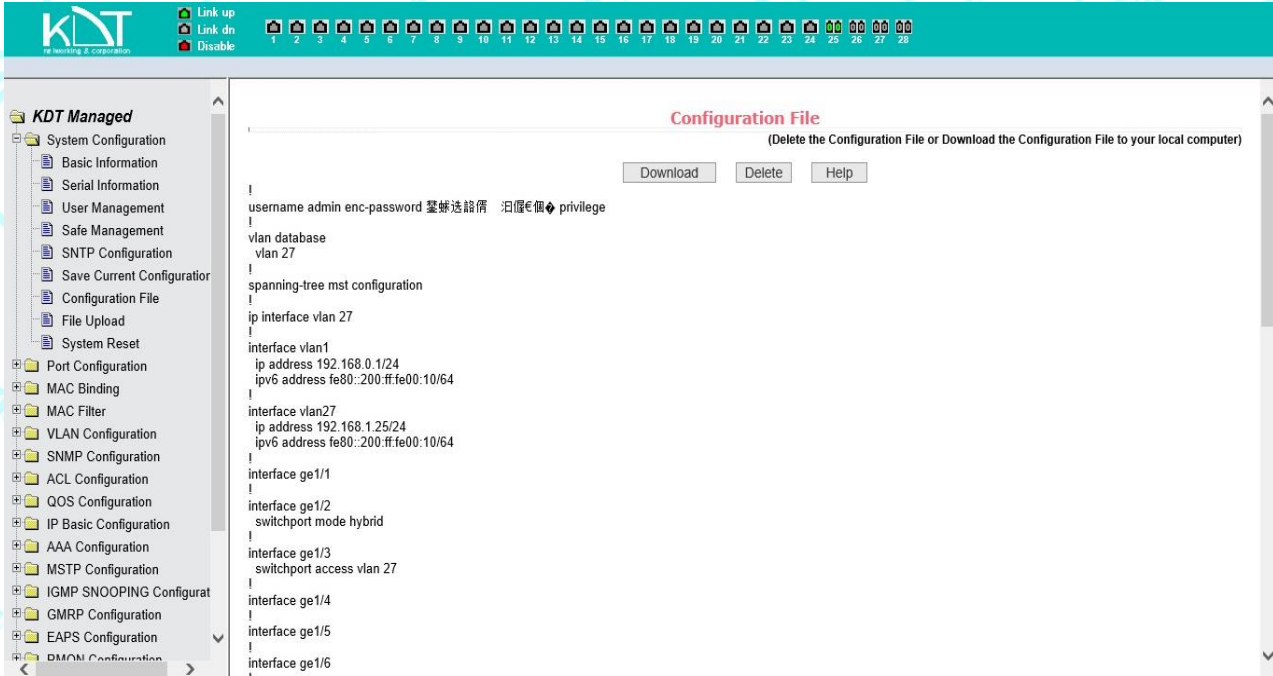 KDT
Link up
Link dn
Disable
1 2 3 4 5 6 7 8 9 10 11 12 13 14 15 16 17 18 19 20 21 22 23 24 25 26 27 28
KDT Managed
System Configuration
Basic Information
Serial Information
User Management
Safe Management
SNTP Configuration
Save Current Configuration
Configuration File
File Upload
System Reset
Port Configuration
MAC Binding
MAC Filter
VLAN Configuration
SNMP Configuration
ACL Configuration
QOS Configuration
IP Basic Configuration
AAA Configuration
MSTP Configuration
IGMP SNOOPING Configurat
GMRP Configuration
EAPS Configuration
RMON Configuration
Configuration File
(Delete the Configuration File or Download the Configuration File to your local computer)
Download Delete Help
!
username admin enc-password privilege
!
vlan database
vlan 27
!
spanning-tree mst configuration
!
ip interface vlan 27
!
interface vlan1
ip address 192.168.0.1/24
ipv6 address fe80::200:ff:fe00:10/64
!
interface vlan27
ip address 192.168.1.25/24
ipv6 address fe80::200:ff:fe00:10/64
!
interface ge1/1
!
interface ge1/2
switchport mode hybrid
!
interface ge1/3
switchport access vlan 27
!
interface ge1/4
!
interface ge1/5
!
interface ge1/6